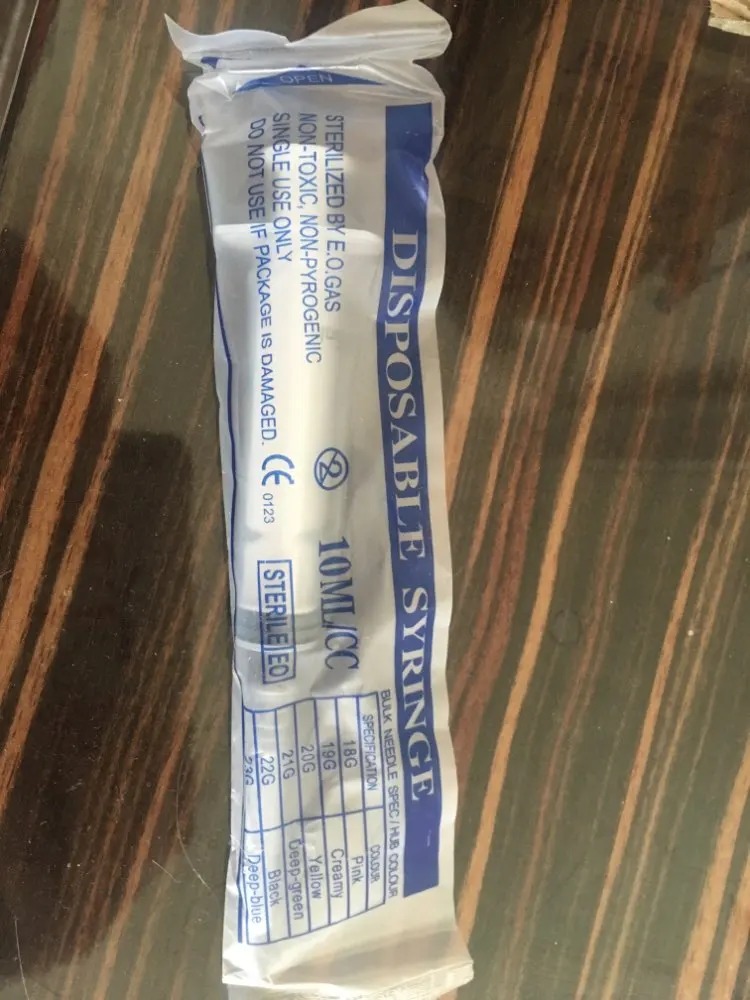 OPEN
DISPOSABLE SYRINGE
STERILIZED BY E.O.GAS
NON-TOXIC, NON-PYROGENIC
SINGLE USE ONLY
DO NOT USE IF PACKAGE IS DAMAGED.
CE 0123
2
10ML/CC
STERILE EO
BULK NEEDLE SPEC / HUB COLOUR
SPECIFICATION COLOUR
18G Pink
19G Creamy
20G Yellow
21G Deep-green
22G Black
23G Deep-blue